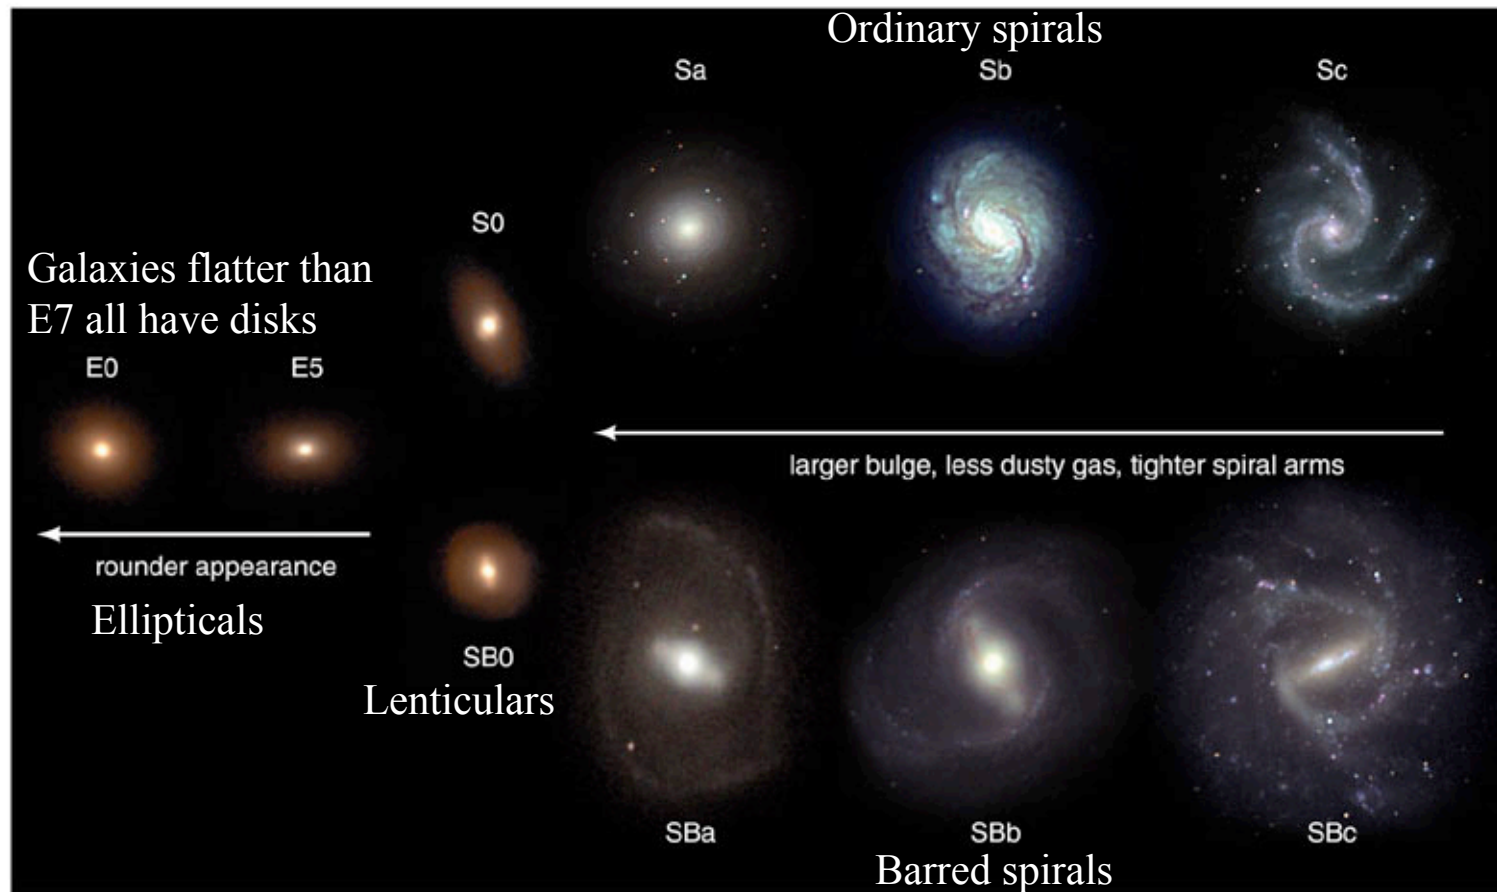 Ordinary spirals
Sa
Sb
Sc
S0
Galaxies flatter than
E7 all have disks
E0
E5
larger bulge, less dusty gas, tighter spiral arms
rounder appearance
Ellipticals
SB0
Lenticulars
SBa
SBb
SBc
Barred spirals